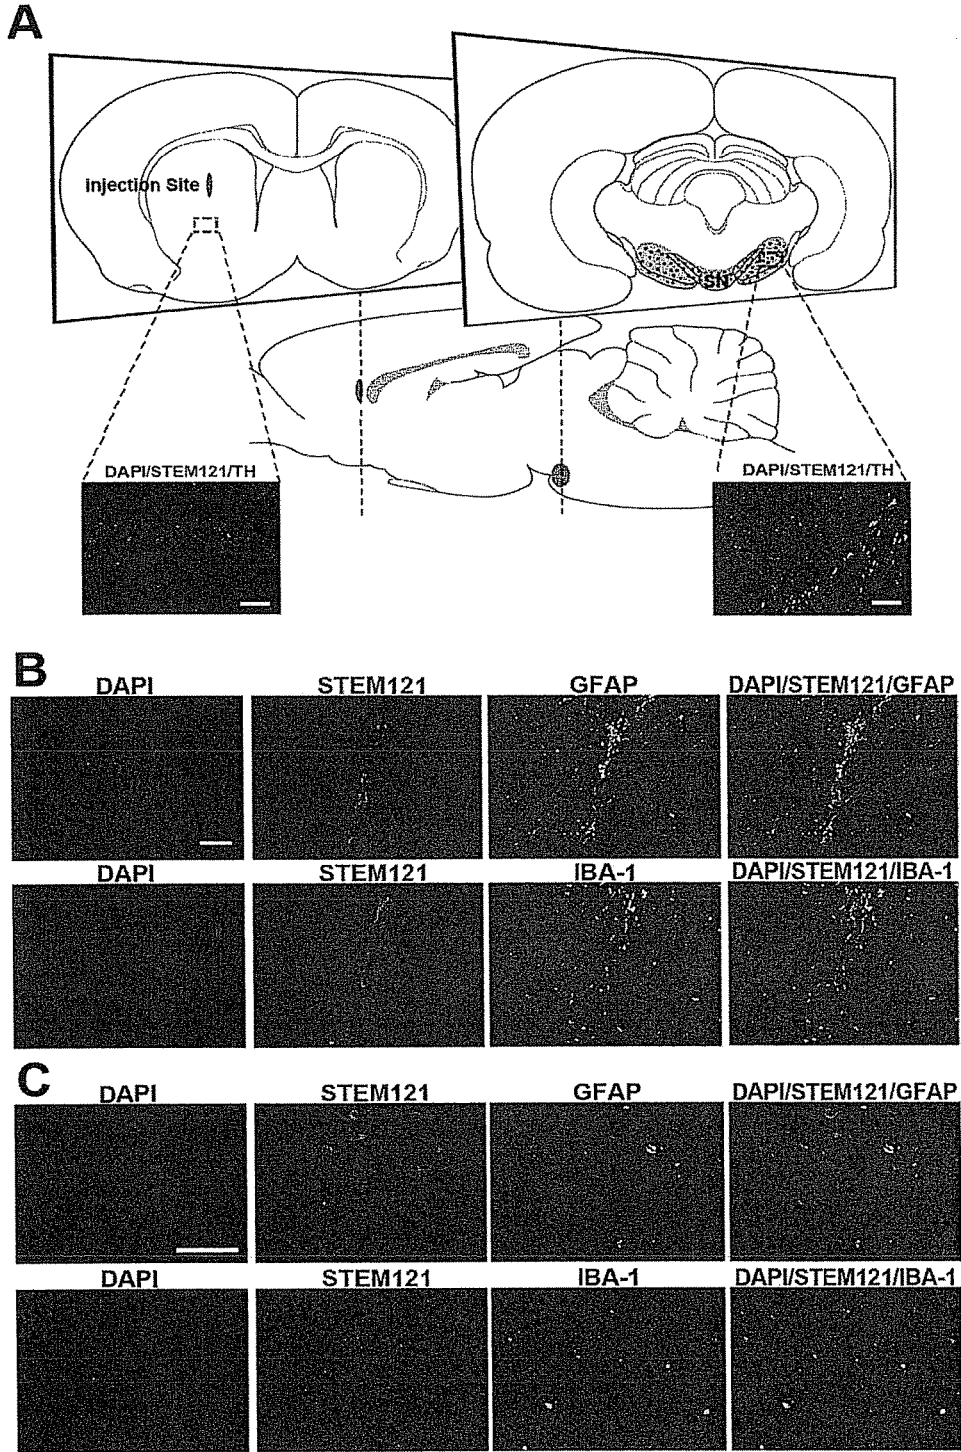 A
Injection Site
SN
DAPI/STEM121/TH
DAPI/STEM121/TH
B
DAPI STEM121 GFAP DAPI/STEM121/GFAP
DAPI STEM121 IBA-1 DAPI/STEM121/IBA-1
C
DAPI STEM121 GFAP DAPI/STEM121/GFAP
DAPI STEM121 IBA-1 DAPI/STEM121/IBA-1